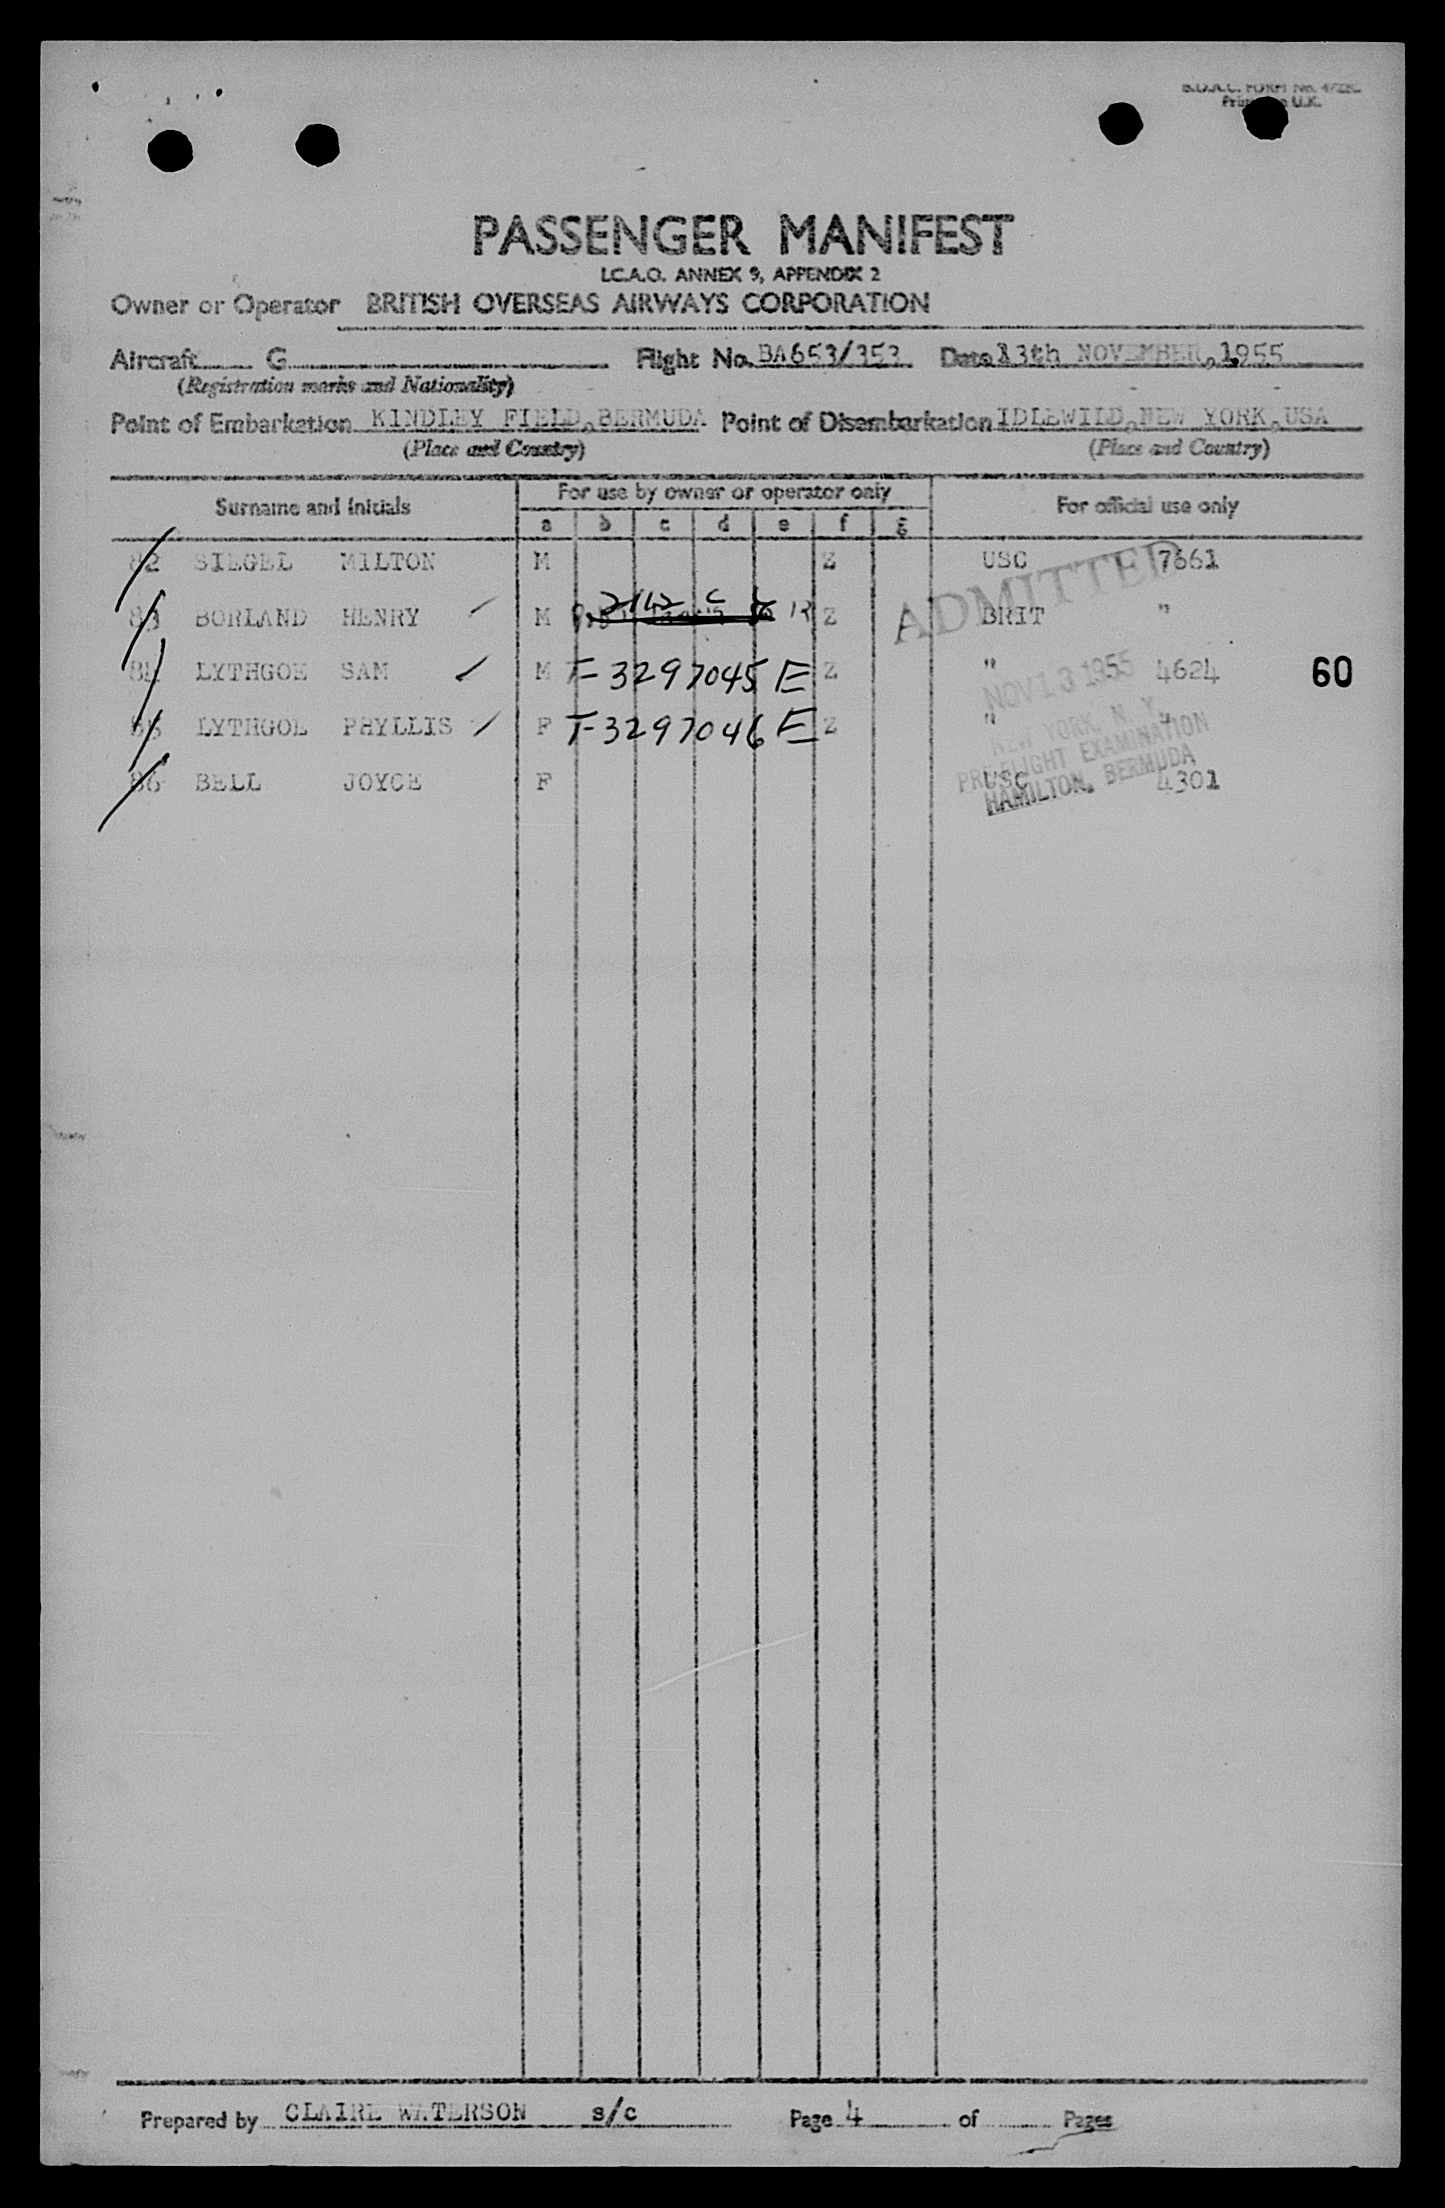 B.O.A.C. FORM No.
U.K.
PASSENGER MANIFEST
I.C.A.O. ANNEX 9, APPENDIX 2
Owner or Operator BRITISH OVERSEAS AIRWAYS CORPORATION
Aircraft G Flight No. BA653/353 Date 13th NOVEMBER, 1955
(Registration marks and Nationality)
Point of Embarkation KINDLEY FIELD, BERMUDA Point of Disembarkation IDLEWILD, NEW YORK, USA
(Place and Country) (Place and Country)
Surname and Initials For use by owner or operator only For official use only
a b c d e f g
82 SIEGEL MILTON M Z USC 7661
83 BORLAND HENRY M Z BRIT "
84 LYTHGOE SAM M T-3297045 E Z " 4624 60
85 LYTHGOE PHYLLIS F T-3297046 E Z " "
86 BELL JOYCE F USC 4301
ADMITTED
NOV 13 1955
NEW YORK, N.Y.
PREFLIGHT EXAMINATION
HAMILTON, BERMUDA
Prepared by CLAIRE WATERSON s/c Page 4 of Pages